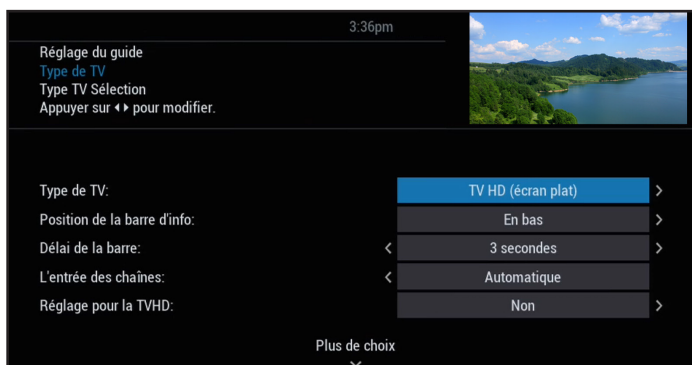 3:36pm
Réglage du guide
Type de TV
Type TV Sélection
Appuyer sur ◂ ▸ pour modifier.
Type de TV: TV HD (écran plat) >
Position de la barre d'info: En bas >
Délai de la barre: < 3 secondes >
L'entrée des chaînes: < Automatique
Réglage pour la TVHD: Non >
Plus de choix